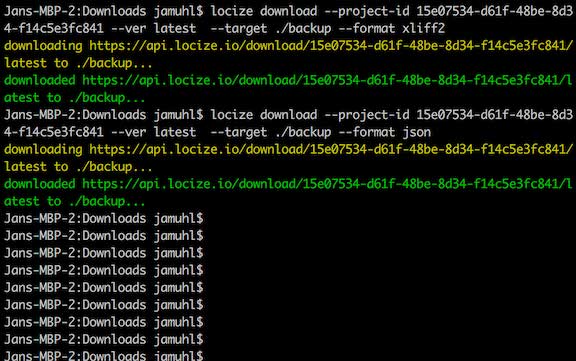 Jans-MBP-2:Downloads jamuhl$ locize download --project-id 15e07534-d61f-48be-8d3
4-f14c5e3fc841 --ver latest  --target ./backup --format xliff2
downloading https://api.locize.io/download/15e07534-d61f-48be-8d34-f14c5e3fc841/
latest to ./backup...
downloaded https://api.locize.io/download/15e07534-d61f-48be-8d34-f14c5e3fc841/l
atest to ./backup...
Jans-MBP-2:Downloads jamuhl$ locize download --project-id 15e07534-d61f-48be-8d3
4-f14c5e3fc841 --ver latest  --target ./backup --format json
downloading https://api.locize.io/download/15e07534-d61f-48be-8d34-f14c5e3fc841/
latest to ./backup...
downloaded https://api.locize.io/download/15e07534-d61f-48be-8d34-f14c5e3fc841/l
atest to ./backup...
Jans-MBP-2:Downloads jamuhl$
Jans-MBP-2:Downloads jamuhl$
Jans-MBP-2:Downloads jamuhl$
Jans-MBP-2:Downloads jamuhl$
Jans-MBP-2:Downloads jamuhl$
Jans-MBP-2:Downloads jamuhl$
Jans-MBP-2:Downloads jamuhl$
Jans-MBP-2:Downloads jamuhl$
Jans-MBP-2:Downloads jamuhl$